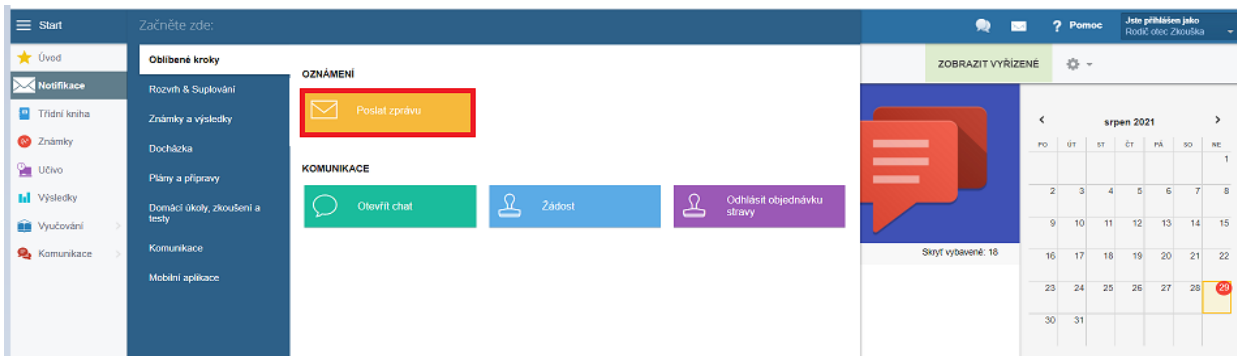 Start
Začněte zde:
? Pomoc
Jste přihlášen jako
Rodič otec Zkouška
Úvod
Notifikace
Třídní kniha
Známky
Učivo
Výsledky
Vyučování
Komunikace
Oblíbené kroky
Rozvrh & Suplování
Známky a výsledky
Docházka
Plány a přípravy
Domácí úkoly, zkoušení a
testy
Komunikace
Mobilní aplikace
OZNÁMENÍ
Poslat zprávu
KOMUNIKACE
Otevřít chat
Žádost
Odhlásit objednávku
stravy
ZOBRAZIT VYŘÍZENÉ
Skrýt vybavené: 18
srpen 2021
PO ÚT ST ČT PÁ SO NE
1
2 3 4 5 6 7 8
9 10 11 12 13 14 15
16 17 18 19 20 21 22
23 24 25 26 27 28 29
30 31